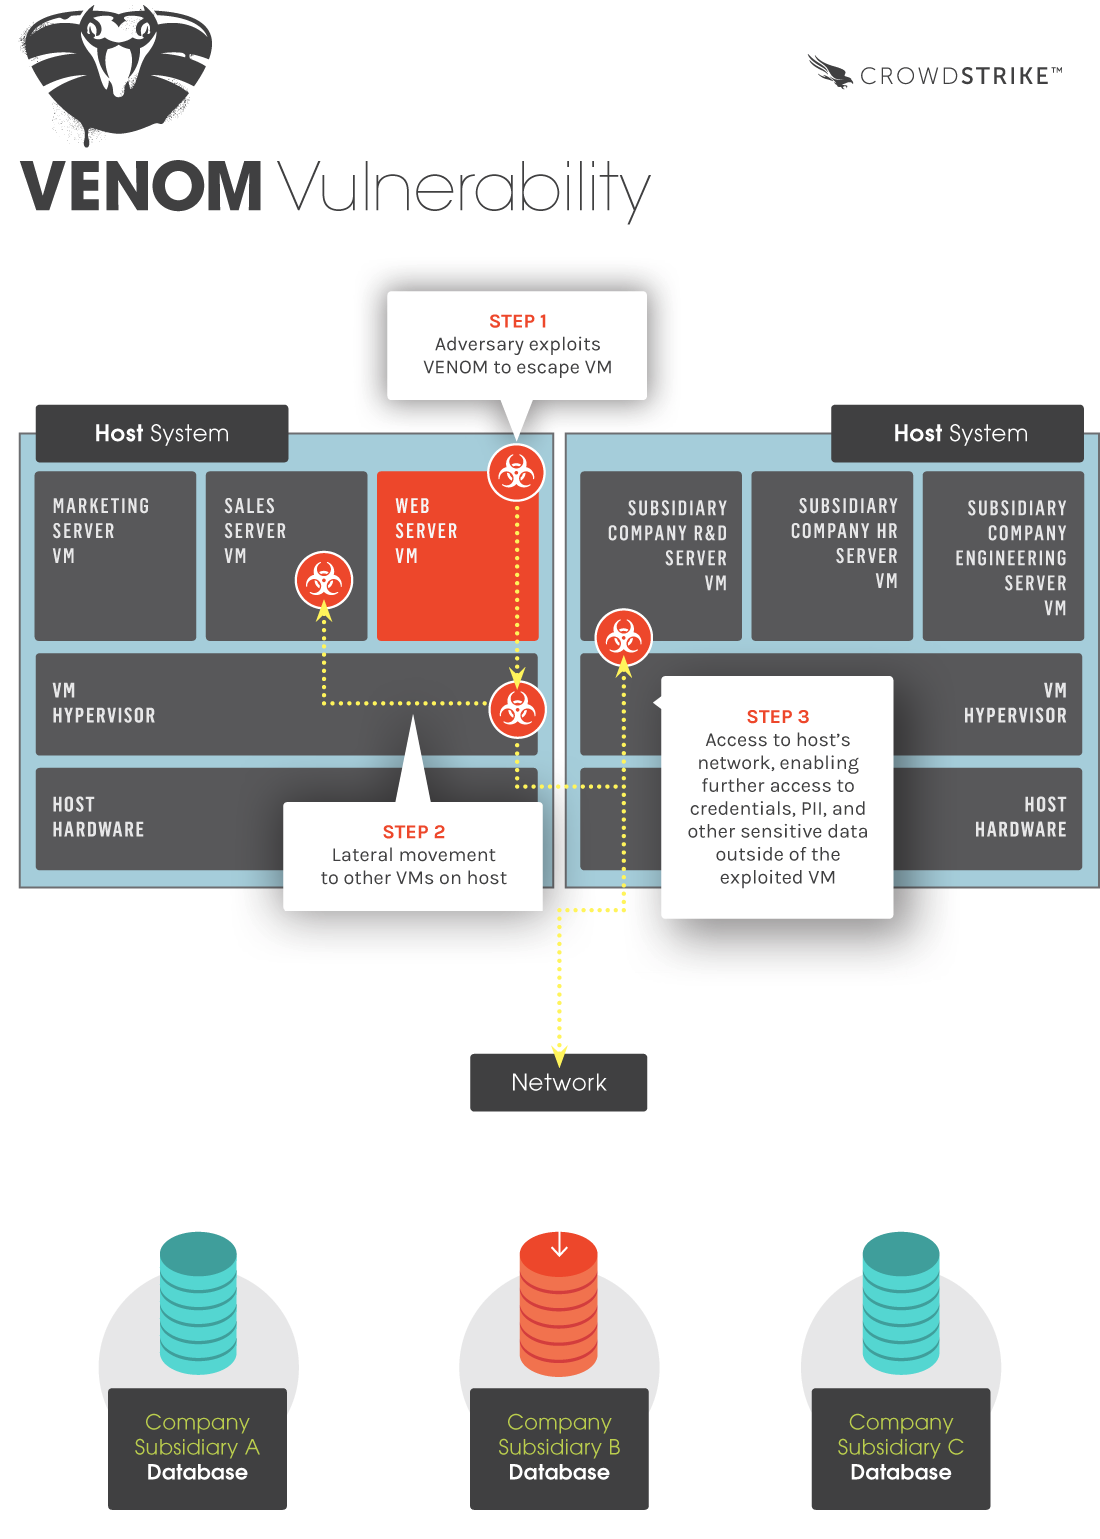 CROWDSTRIKE™
VENOM Vulnerability
STEP 1
Adversary exploits
VENOM to escape VM
Host System
MARKETING
SERVER
VM
SALES
SERVER
VM
WEB
SERVER
VM
VM
HYPERVISOR
HOST
HARDWARE
STEP 2
Lateral movement
to other VMs on host
Host System
SUBSIDIARY
COMPANY R&D
SERVER
VM
SUBSIDIARY
COMPANY HR
SERVER
VM
SUBSIDIARY
COMPANY
ENGINEERING
SERVER
VM
VM
HYPERVISOR
HOST
HARDWARE
STEP 3
Access to host's
network, enabling
further access to
credentials, PII, and
other sensitive data
outside of the
exploited VM
Network
Company
Subsidiary A
Database
Company
Subsidiary B
Database
Company
Subsidiary C
Database